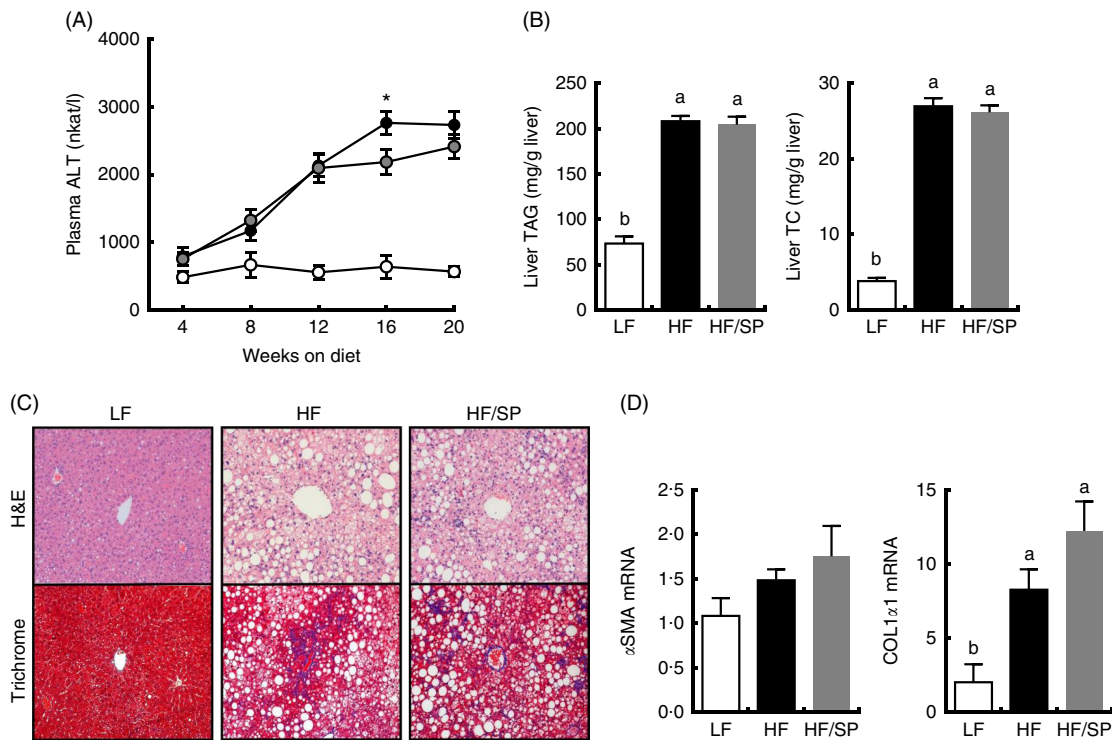 (A)
4000
3000
2000
1000
0
Plasma ALT (nkat/l)
*
4 8 12 16 20
Weeks on diet
(B)
250
200
150
100
50
0
Liver TAG (mg/g liver)
b a a
LF HF HF/SP
30
20
10
0
Liver TC (mg/g liver)
b a a
LF HF HF/SP
(C)
LF HF HF/SP
H&E
Trichrome
(D)
2·5
2·0
1·5
1·0
0·5
0·0
αSMA mRNA
LF HF HF/SP
15
10
5
0
COL1α1 mRNA
b a a
LF HF HF/SP